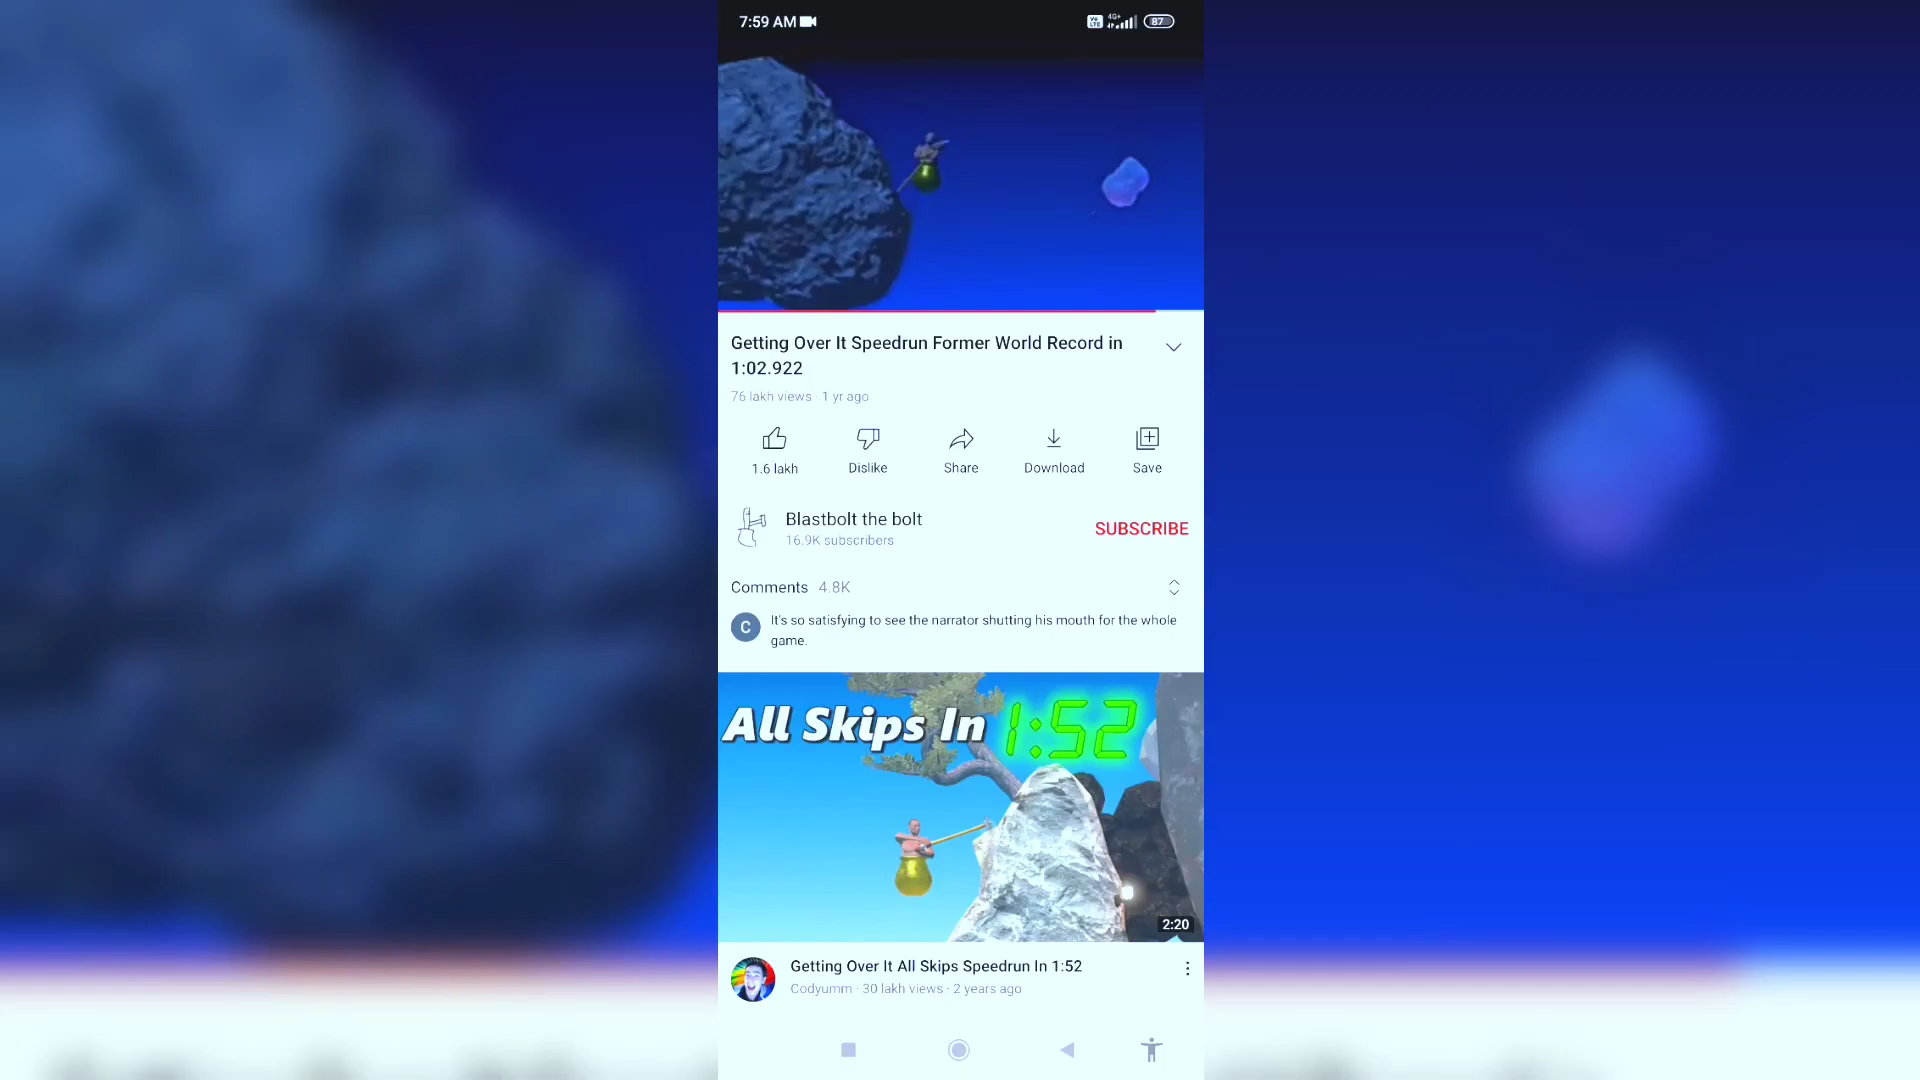 7:59 AM
Vo LTE 4G+ 87
Getting Over It Speedrun Former World Record in
1:02.922
76 lakh views · 1 yr ago
1.6 lakh Dislike Share Download Save
Blastbolt the bolt
16.9K subscribers
SUBSCRIBE
Comments 4.8K
C
It's so satisfying to see the narrator shutting his mouth for the whole
game.
All Skips In 1:52
2:20
Getting Over It All Skips Speedrun In 1:52
Codyumm · 30 lakh views · 2 years ago